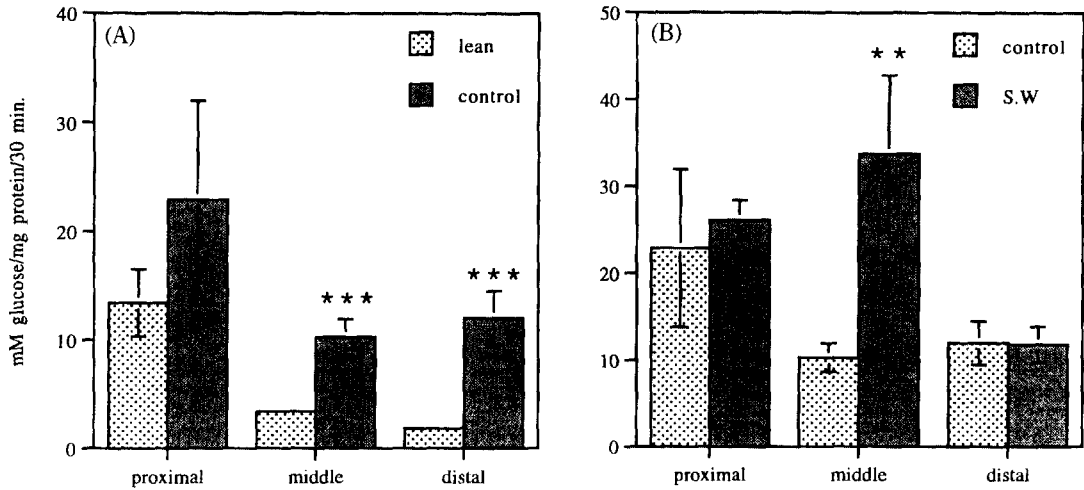 mM glucose/mg protein/30 min.
(A)
lean
control
40
30
20
10
0
***
***
proximal
middle
distal
(B)
control
S.W
50
40
30
20
10
0
**
proximal
middle
distal